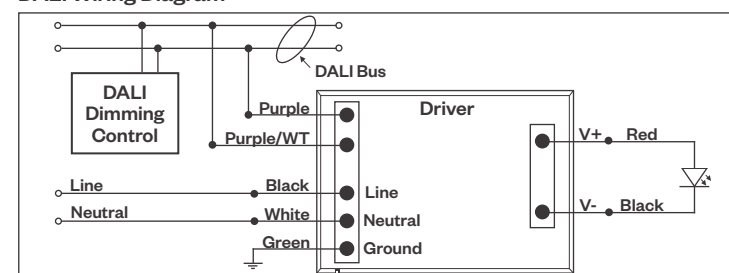 DALI Wiring Diagram
DALI Bus
DALI
Dimming
Control
Driver
Purple
Purple/WT
V+ Red
Line
Black
Line
V- Black
Neutral
White
Neutral
Green
Ground